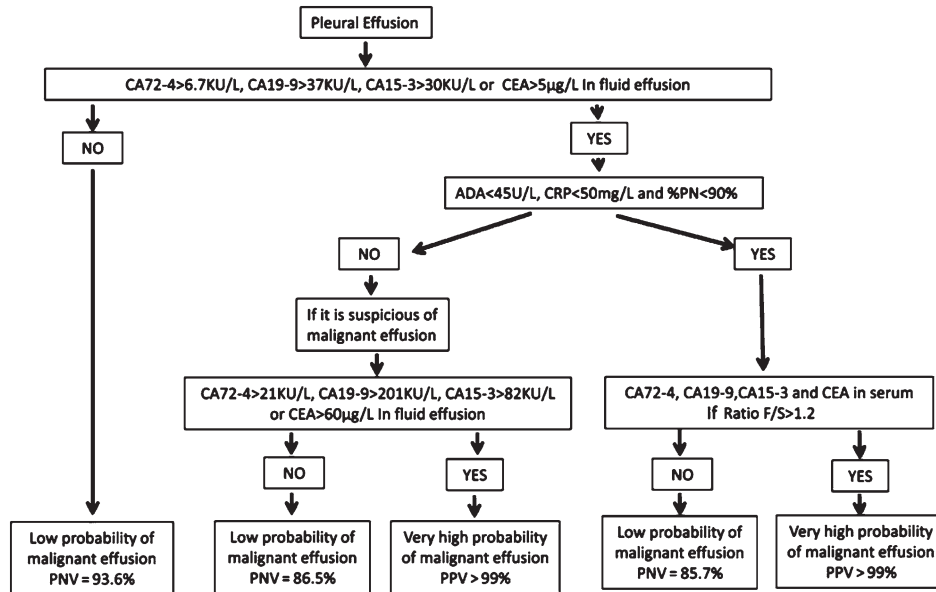 Pleural Effusion
CA72-4>6.7KU/L, CA19-9>37KU/L, CA15-3>30KU/L or CEA>5µg/L In fluid effusion
NO
YES
ADA<45U/L, CRP<50mg/L and %PN<90%
NO
YES
If it is suspicious of
malignant effusion
CA72-4>21KU/L, CA19-9>201KU/L, CA15-3>82KU/L
or CEA>60µg/L In fluid effusion
CA72-4, CA19-9,CA15-3 and CEA in serum
If Ratio F/S>1.2
NO
YES
NO
YES
Low probability of
malignant effusion
PNV = 93.6%
Low probability of
malignant effusion
PNV = 86.5%
Very high probability
of malignant effusion
PPV > 99%
Low probability of
malignant effusion
PNV = 85.7%
Very high probability
of malignant effusion
PPV > 99%